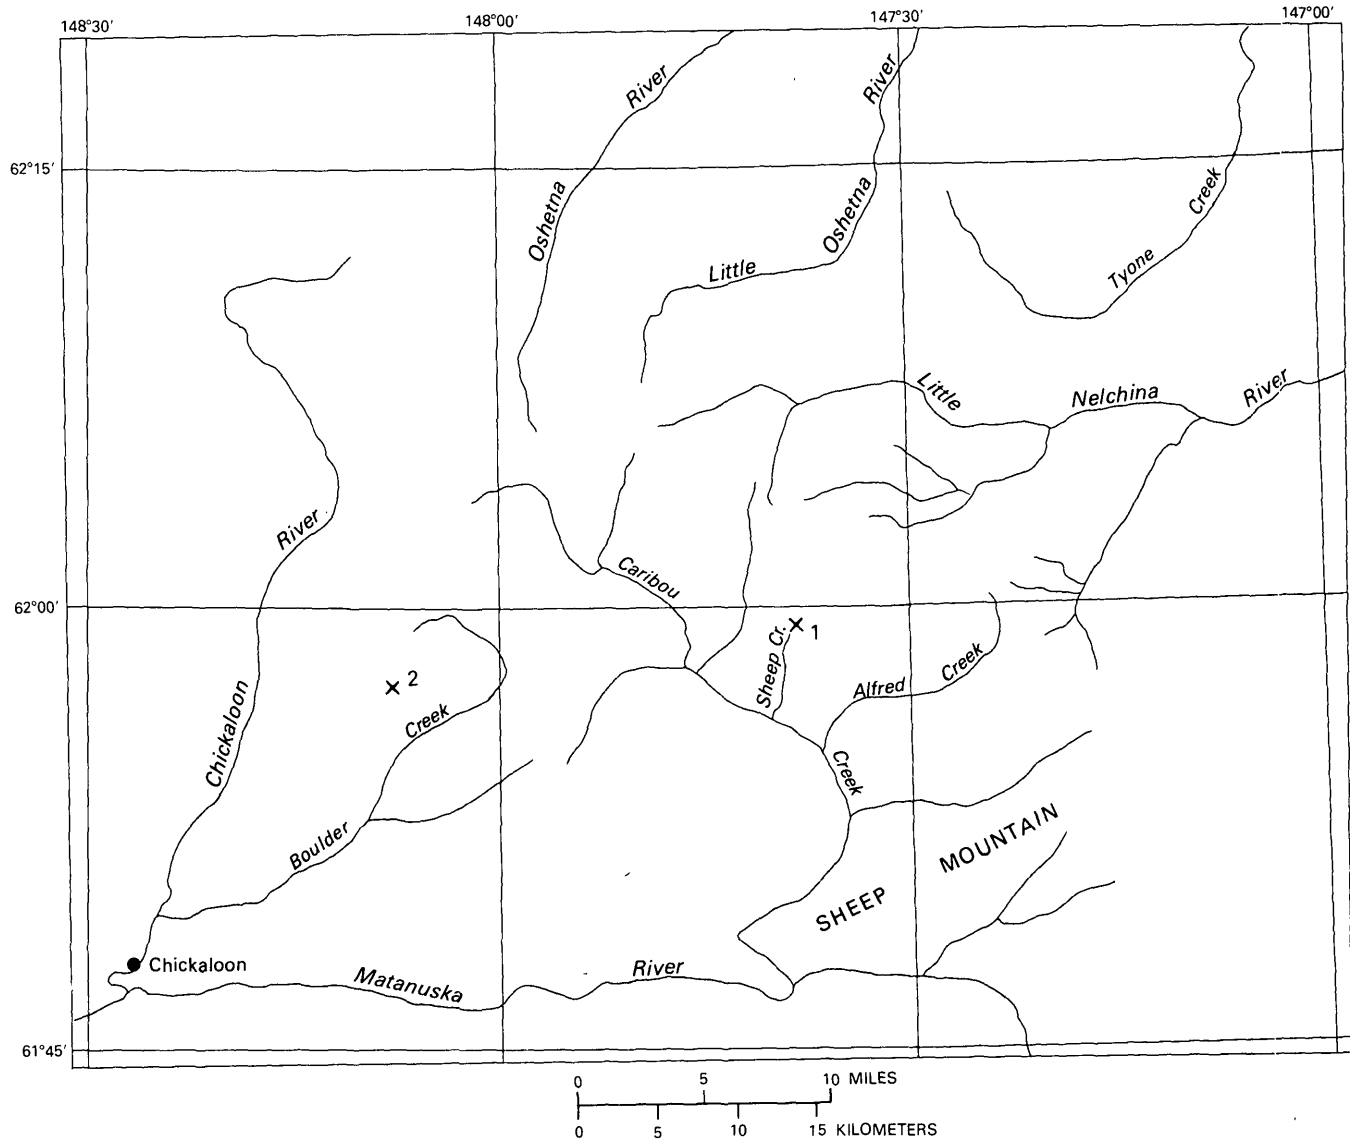 148°30'
148°00'
147°30'
147°00'
River
River
62°15'
Oshetna
Oshetna
Creek
Little
Tyone
Little
Nelchina
River
River
Caribou
62°00'
Sheep Cr.
1
2
Chickaloon
Creek
Alfred
Creek
Creek
Boulder
SHEEP MOUNTAIN
Chickaloon
Matanuska
River
61°45'
0 5 10 MILES
0 5 10 15 KILOMETERS